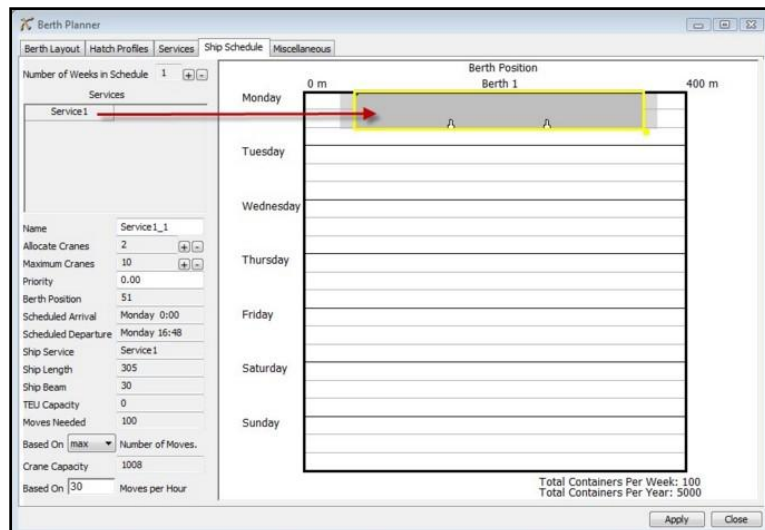 Berth Planner
Berth Layout Hatch Profiles Services Ship Schedule Miscellaneous
Number of Weeks in Schedule 1 + -
Services
Service1
Name Service1_1
Allocate Cranes 2 + -
Maximum Cranes 10 + -
Priority 0.00
Berth Position 51
Scheduled Arrival Monday 0:00
Scheduled Departure Monday 16:48
Ship Service Service1
Ship Length 305
Ship Beam 30
TEU Capacity 0
Moves Needed 100
Based On max Number of Moves.
Crane Capacity 1008
Based On 30 Moves per Hour
Berth Position
0 m Berth 1 400 m
Monday
Tuesday
Wednesday
Thursday
Friday
Saturday
Sunday
Total Containers Per Week: 100
Total Containers Per Year: 5000
Apply Close